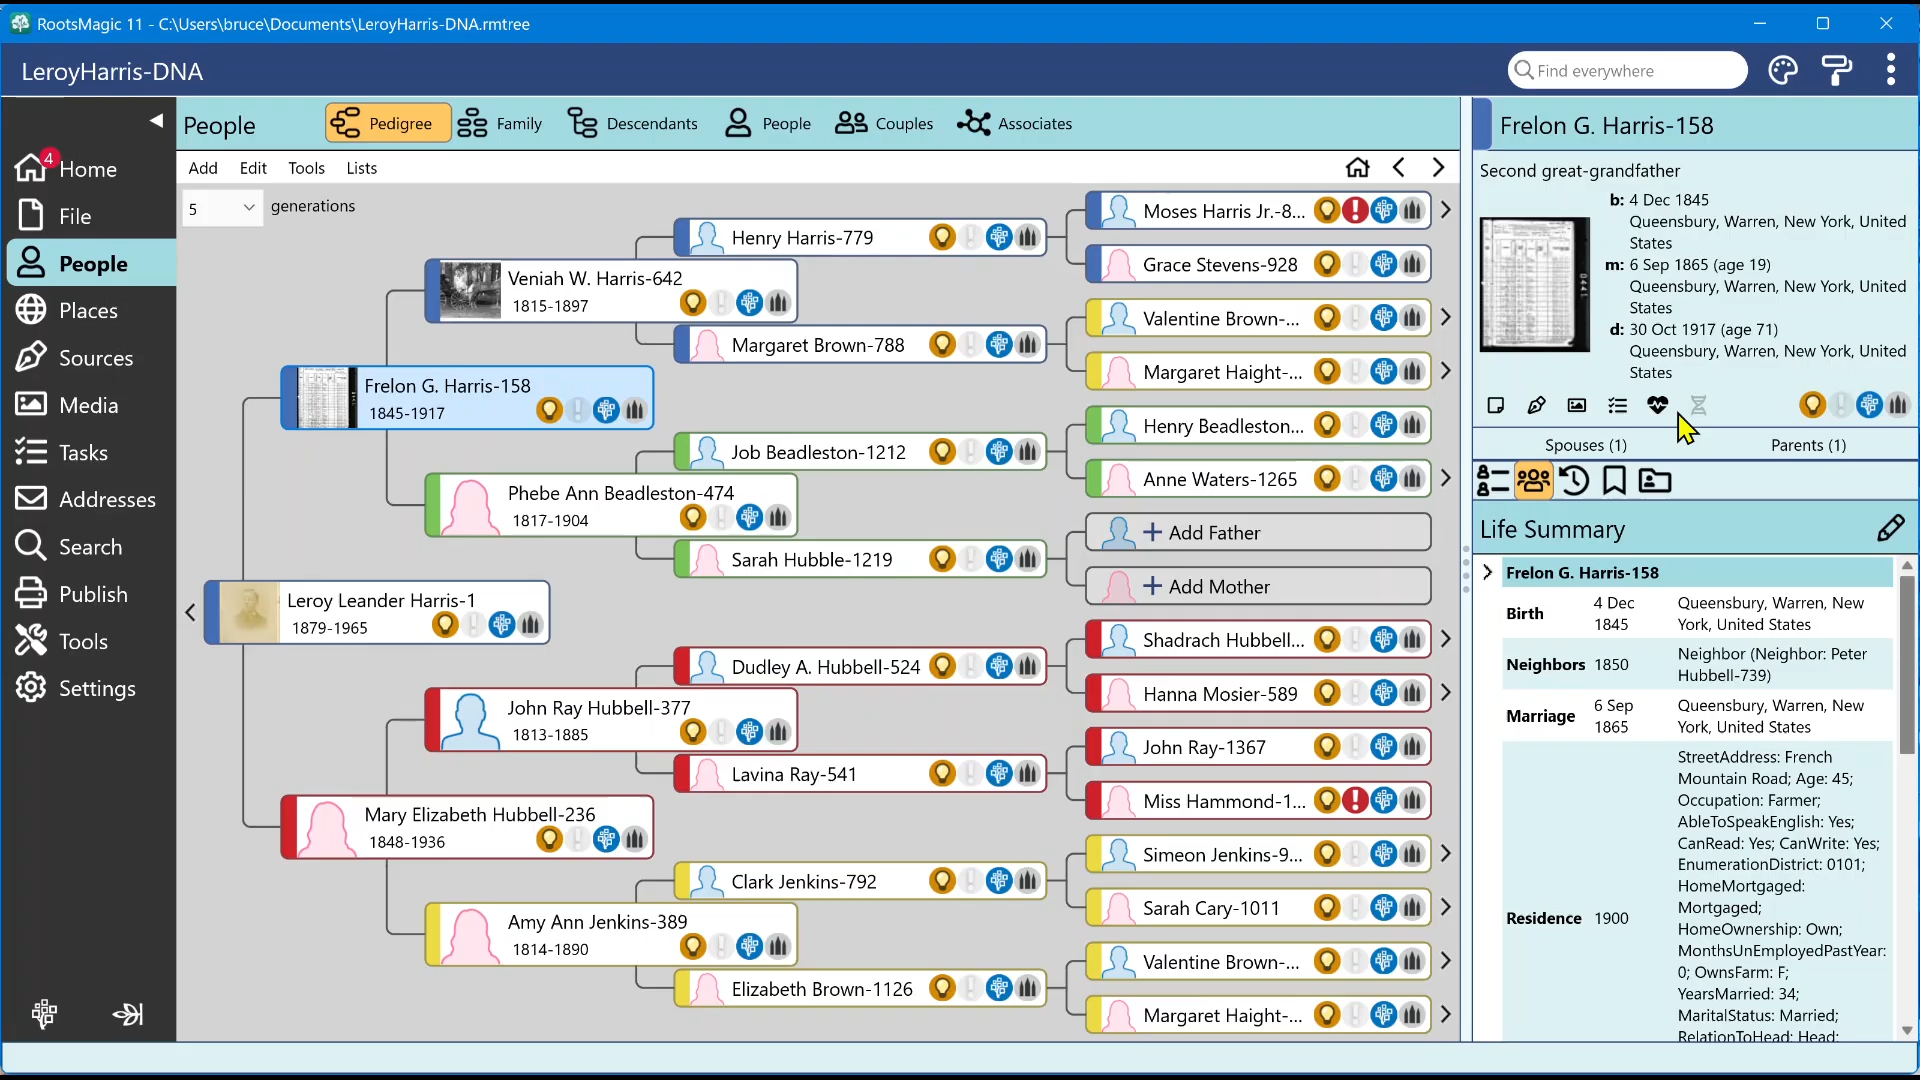 RootsMagic 11 - C:\Users\bruce\Documents\LeroyHarris-DNA.rmtree
LeroyHarris-DNA
Find everywhere
People
Pedigree
Family
Descendants
People
Couples
Associates
Add
Edit
Tools
Lists
5
generations
4
Home
File
People
Places
Sources
Media
Tasks
Addresses
Search
Publish
Tools
Settings
Leroy Leander Harris-1
1879-1965
Frelon G. Harris-158
1845-1917
Mary Elizabeth Hubbell-236
1848-1936
Veniah W. Harris-642
1815-1897
Phebe Ann Beadleston-474
1817-1904
John Ray Hubbell-377
1813-1885
Amy Ann Jenkins-389
1814-1890
Henry Harris-779
Margaret Brown-788
Job Beadleston-1212
Sarah Hubble-1219
Dudley A. Hubbell-524
Lavina Ray-541
Clark Jenkins-792
Elizabeth Brown-1126
Moses Harris Jr.-8...
Grace Stevens-928
Valentine Brown-...
Margaret Haight-...
Henry Beadleston...
Anne Waters-1265
+ Add Father
+ Add Mother
Shadrach Hubbell...
Hanna Mosier-589
John Ray-1367
Miss Hammond-1...
Simeon Jenkins-9...
Sarah Cary-1011
Valentine Brown-...
Margaret Haight-...
Frelon G. Harris-158
Second great-grandfather
b: 4 Dec 1845
Queensbury, Warren, New York, United
States
m: 6 Sep 1865 (age 19)
Queensbury, Warren, New York, United
States
d: 30 Oct 1917 (age 71)
Queensbury, Warren, New York, United
States
Spouses (1)
Parents (1)
Life Summary
Frelon G. Harris-158
Birth
4 Dec
1845
Queensbury, Warren, New
York, United States
Neighbors
1850
Neighbor (Neighbor: Peter
Hubbell-739)
Marriage
6 Sep
1865
Queensbury, Warren, New
York, United States
Residence
1900
StreetAddress: French
Mountain Road; Age: 45;
Occupation: Farmer;
AbleToSpeakEnglish: Yes;
CanRead: Yes; CanWrite: Yes;
EnumerationDistrict: 0101;
HomeMortgaged:
Mortgaged;
HomeOwnership: Own;
MonthsUnEmployedPastYear:
0; OwnsFarm: F;
YearsMarried: 34;
MaritalStatus: Married;
RelationToHead: Head;